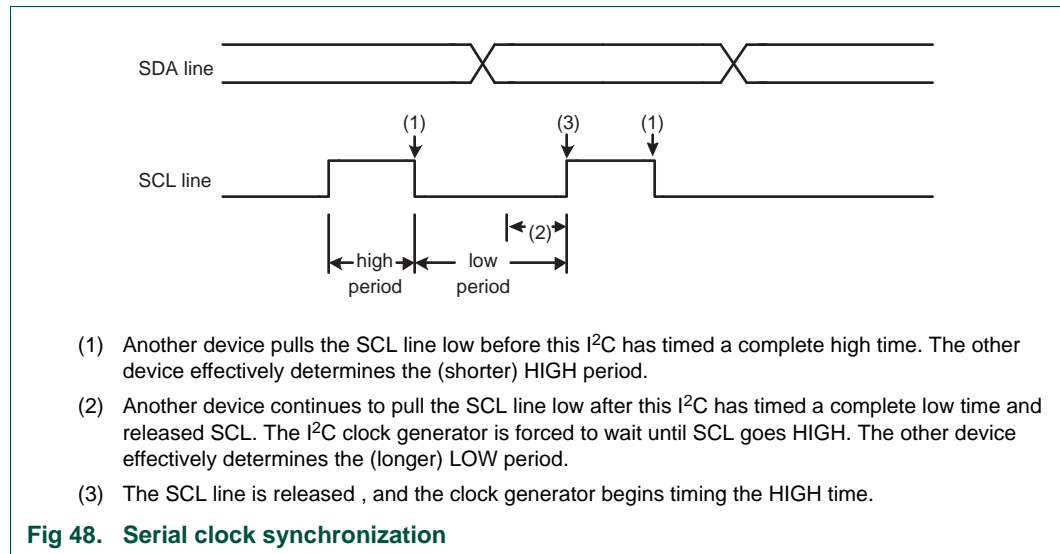 SDA line
(1)
(3)
(1)
SCL line
(2)
high
period
low
period
(1) Another device pulls the SCL line low before this I2C has timed a complete high time. The other
device effectively determines the (shorter) HIGH period.
(2) Another device continues to pull the SCL line low after this I2C has timed a complete low time and
released SCL. The I2C clock generator is forced to wait until SCL goes HIGH. The other device
effectively determines the (longer) LOW period.
(3) The SCL line is released , and the clock generator begins timing the HIGH time.
Fig 48. Serial clock synchronization